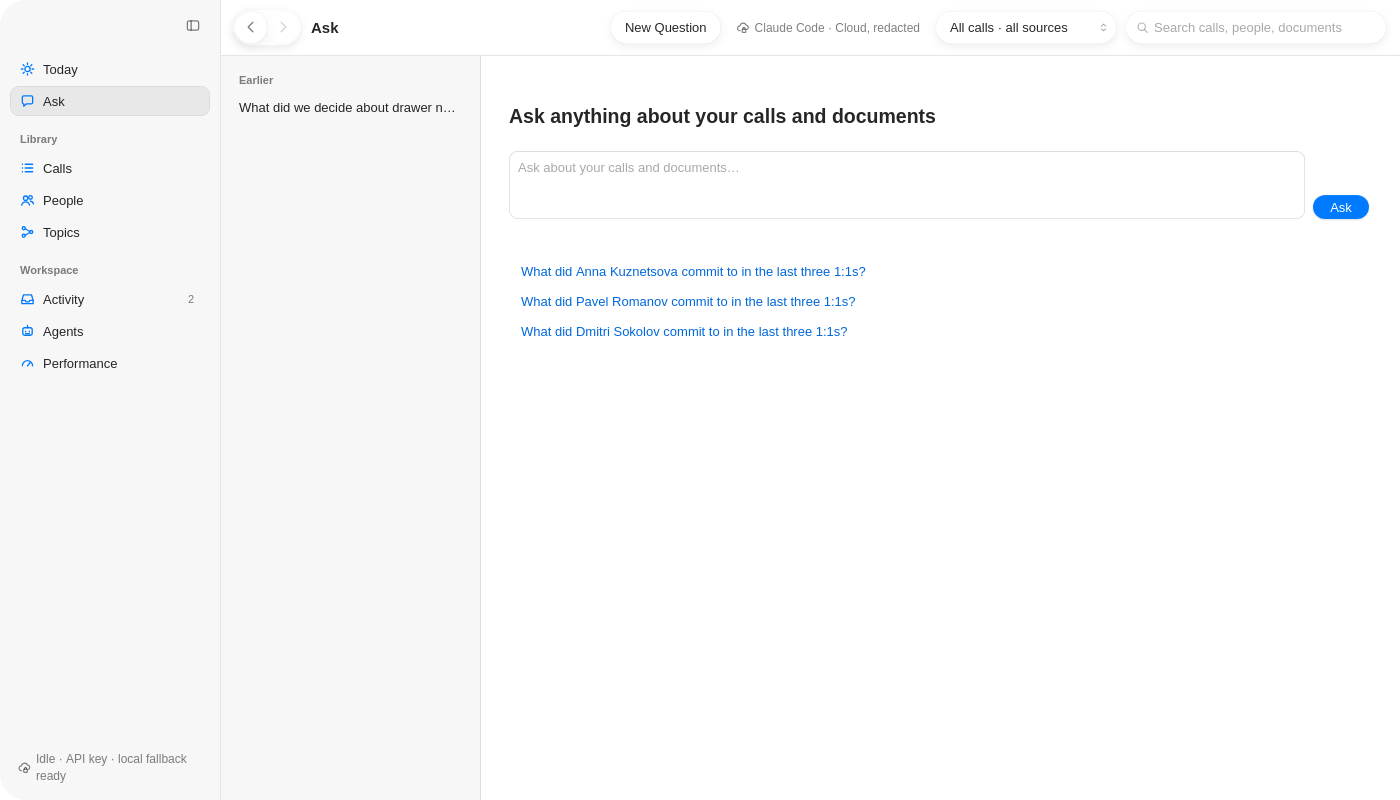 Today
Ask
Library
Calls
People
Topics
Workspace
Activity 2
Agents
Performance
Idle · API key · local fallback
ready
Ask
New Question
Claude Code · Cloud, redacted
All calls · all sources
Search calls, people, documents
Earlier
What did we decide about drawer n…
Ask anything about your calls and documents
Ask about your calls and documents…
Ask
What did Anna Kuznetsova commit to in the last three 1:1s?
What did Pavel Romanov commit to in the last three 1:1s?
What did Dmitri Sokolov commit to in the last three 1:1s?